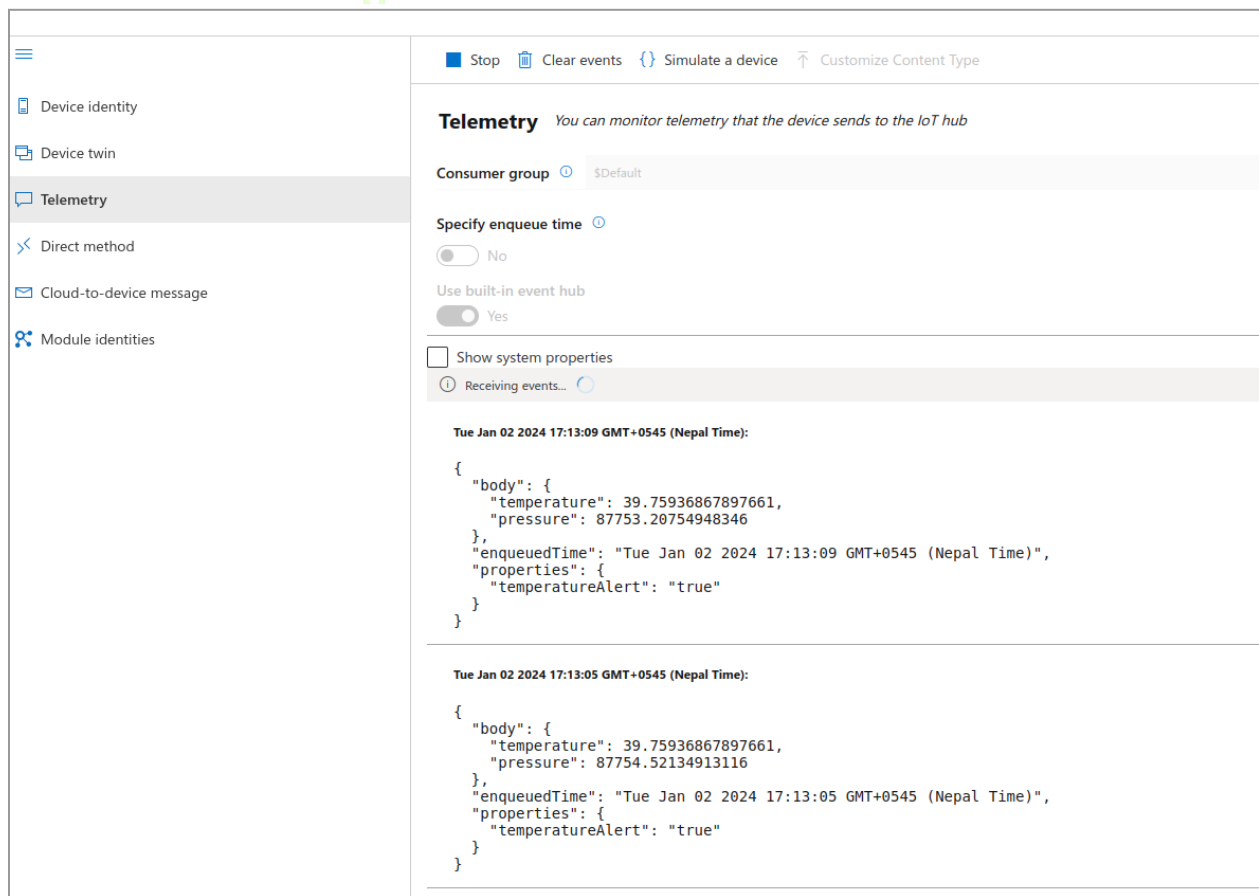 Stop Clear events {} Simulate a device Customize Content Type
Device identity
Device twin
Telemetry
Direct method
Cloud-to-device message
Module identities
Telemetry You can monitor telemetry that the device sends to the IoT hub
Consumer group $Default
Specify enqueue time
No
Use built-in event hub
Yes
Show system properties
Receiving events...
Tue Jan 02 2024 17:13:09 GMT+0545 (Nepal Time):
{
"body": {
"temperature": 39.75936867897661,
"pressure": 87753.20754948346
},
"enqueuedTime": "Tue Jan 02 2024 17:13:09 GMT+0545 (Nepal Time)",
"properties": {
"temperatureAlert": "true"
}
}
Tue Jan 02 2024 17:13:05 GMT+0545 (Nepal Time):
{
"body": {
"temperature": 39.75936867897661,
"pressure": 87754.52134913116
},
"enqueuedTime": "Tue Jan 02 2024 17:13:05 GMT+0545 (Nepal Time)",
"properties": {
"temperatureAlert": "true"
}
}